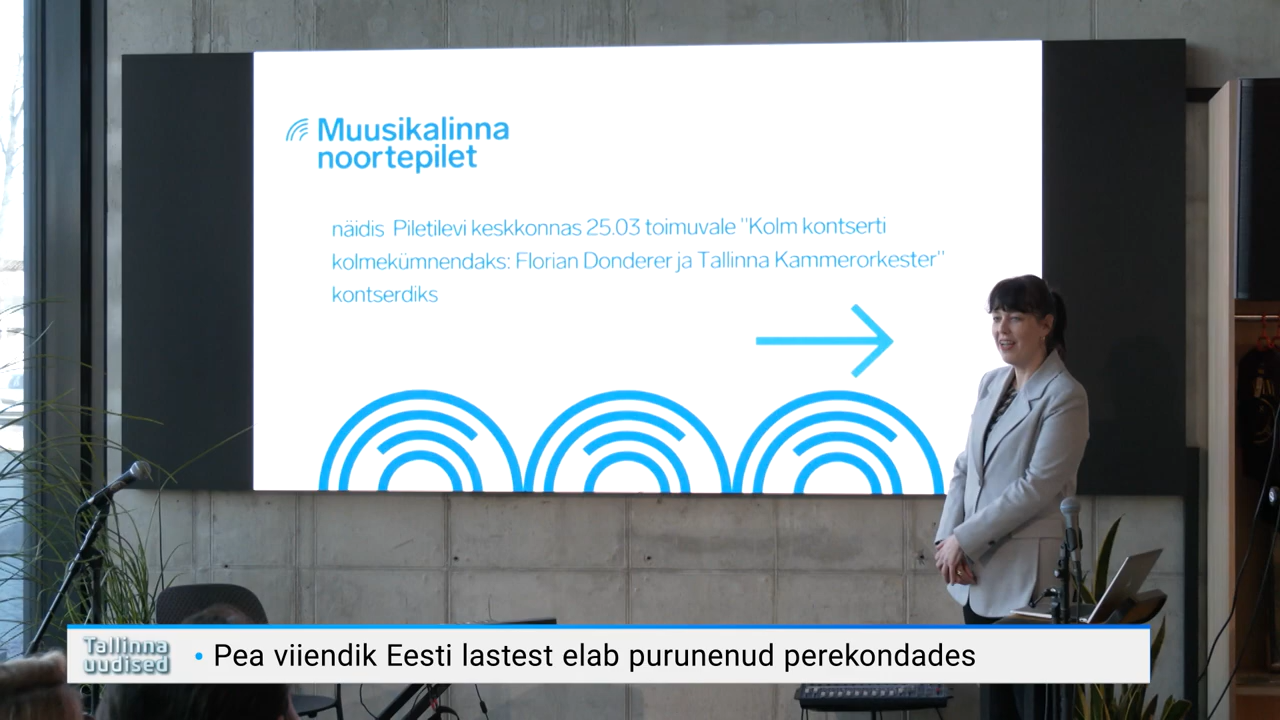 Muusikalinna
noortepilet
näidis Piletilevi keskkonnas 25.03 toimuvale "Kolm kontserti
kolmekümnendaks: Florian Donderer ja Tallinna Kammerorkester"
kontserdiks
Tallinna
uudised
• Pea viiendik Eesti lastest elab purunenud perekondades